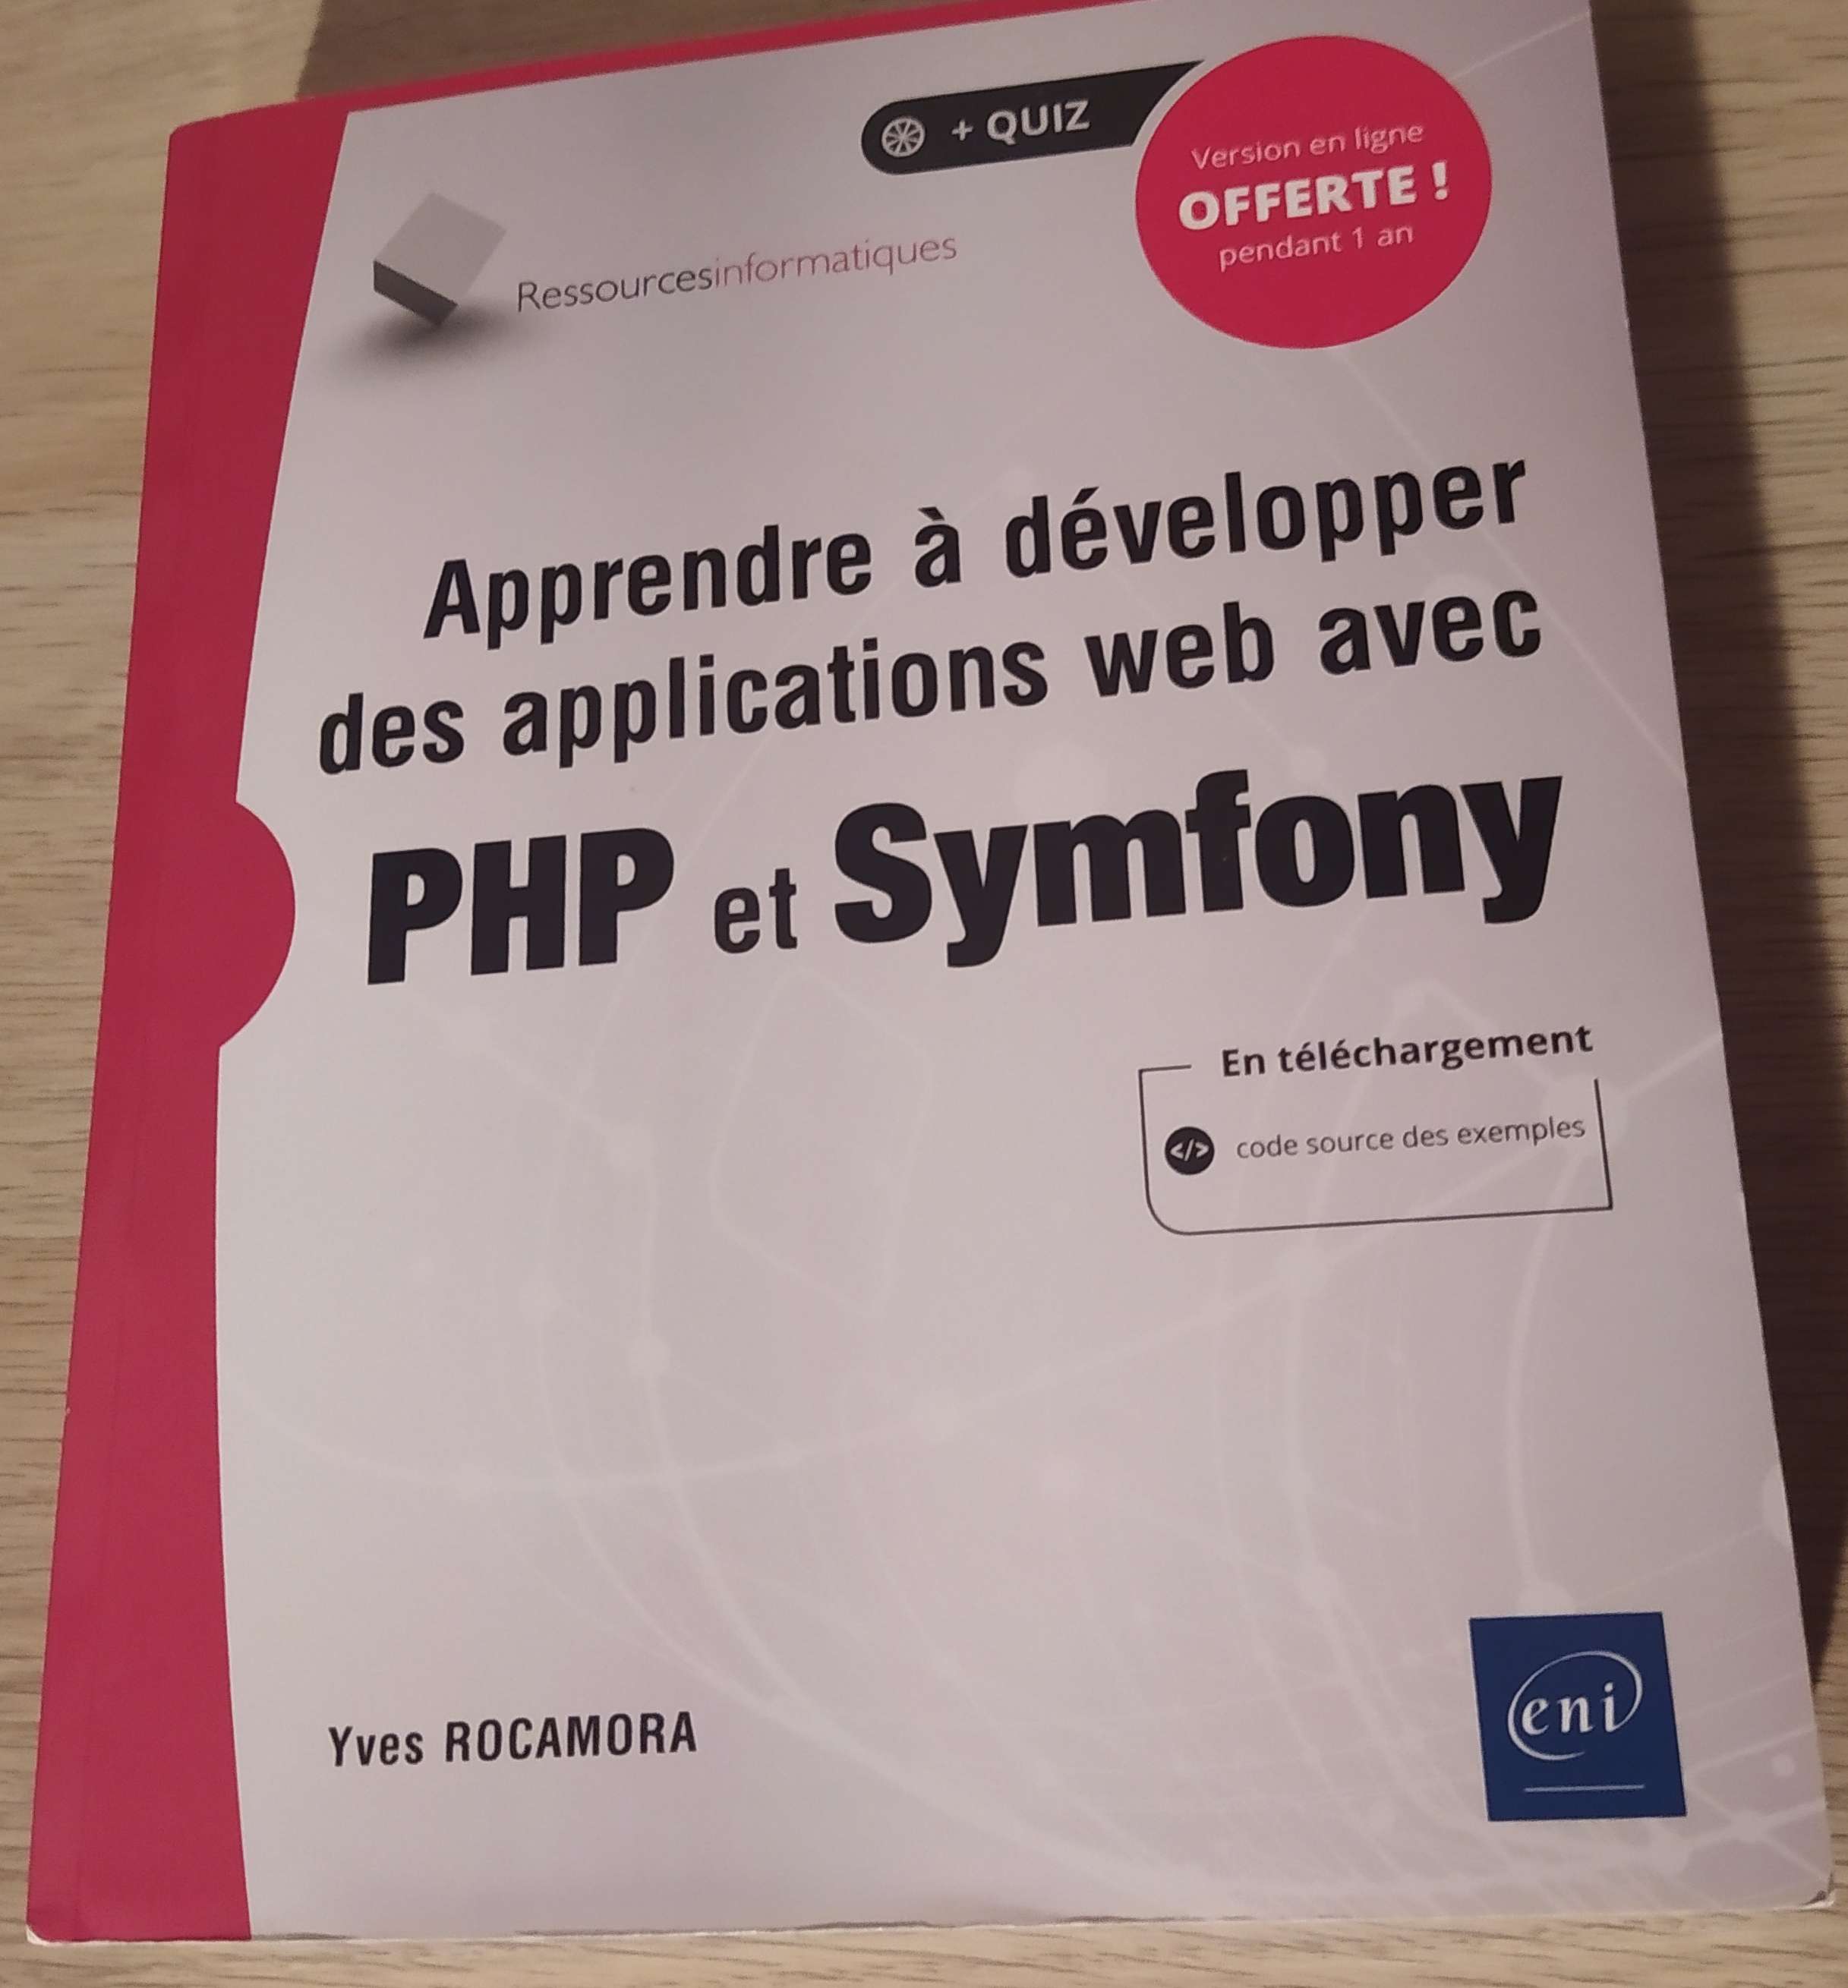 + QUIZ
Version en ligne
OFFERTE !
pendant 1 an
Ressourcesinformatiques
Apprendre à développer
des applications web avec
PHP et Symfony
En téléchargement
</> code source des exemples
Yves ROCAMORA
eni